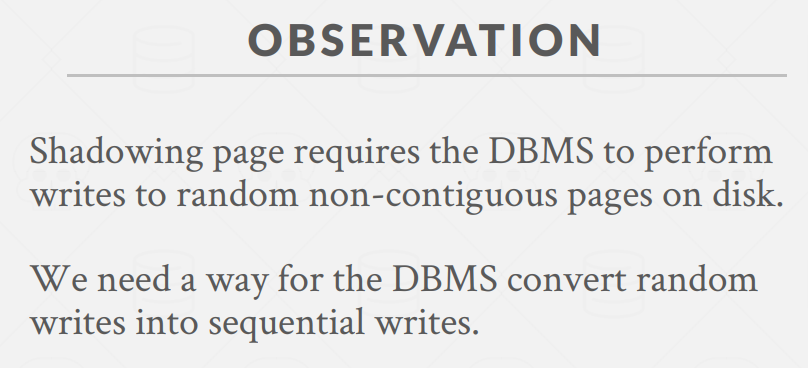 OBSERVATION
Shadowing page requires the DBMS to perform
writes to random non-contiguous pages on disk.
We need a way for the DBMS convert random
writes into sequential writes.